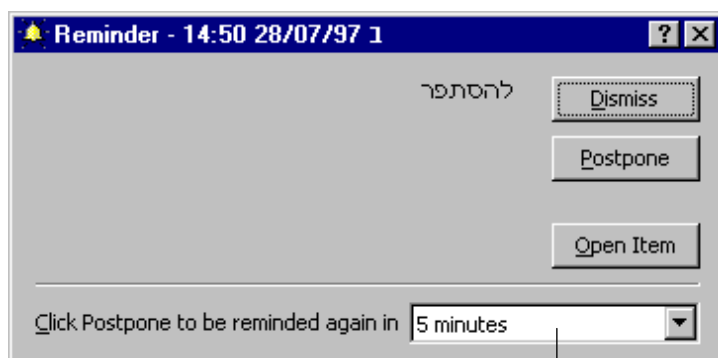 Reminder - 14:50 28/07/97 ב
להסתפר
Dismiss
Postpone
Open Item
Click Postpone to be reminded again in 5 minutes